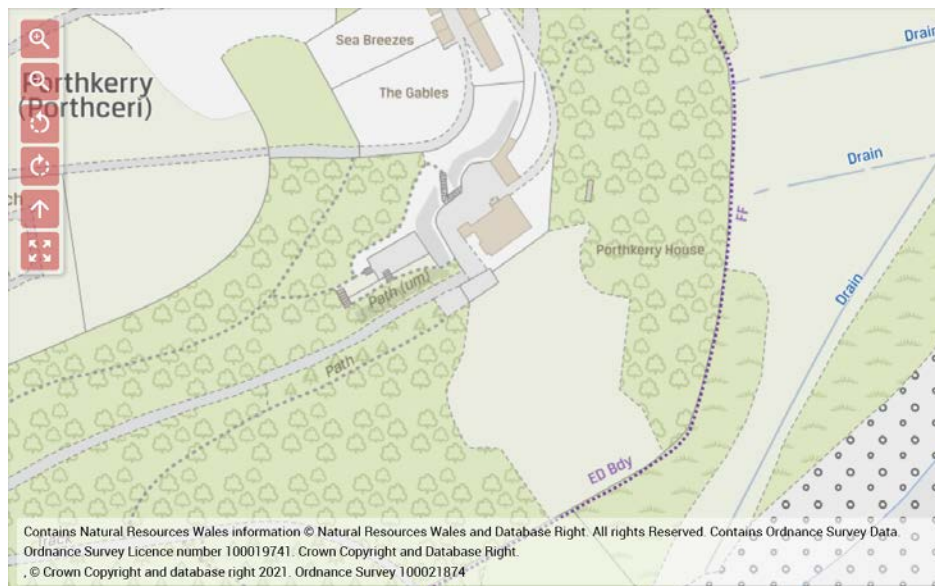 Sea Breezes
Drain
Porthkerry
(Porthceri)
The Gables
Drain
ch
FF
Porthkerry House
Path (um)
Drain
Path
ED Bdy
Track
Contains Natural Resources Wales information © Natural Resources Wales and Database Right. All rights Reserved. Contains Ordnance Survey Data.
Ordnance Survey Licence number 100019741. Crown Copyright and Database Right.
, © Crown Copyright and database right 2021. Ordnance Survey 100021874